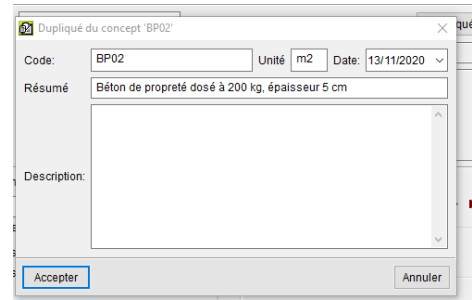 Dupliqué du concept 'BP02'
Code: BP02 Unité m2 Date: 13/11/2020
Résumé Béton de propreté dosé à 200 kg, épaisseur 5 cm
Description:
Accepter Annuler